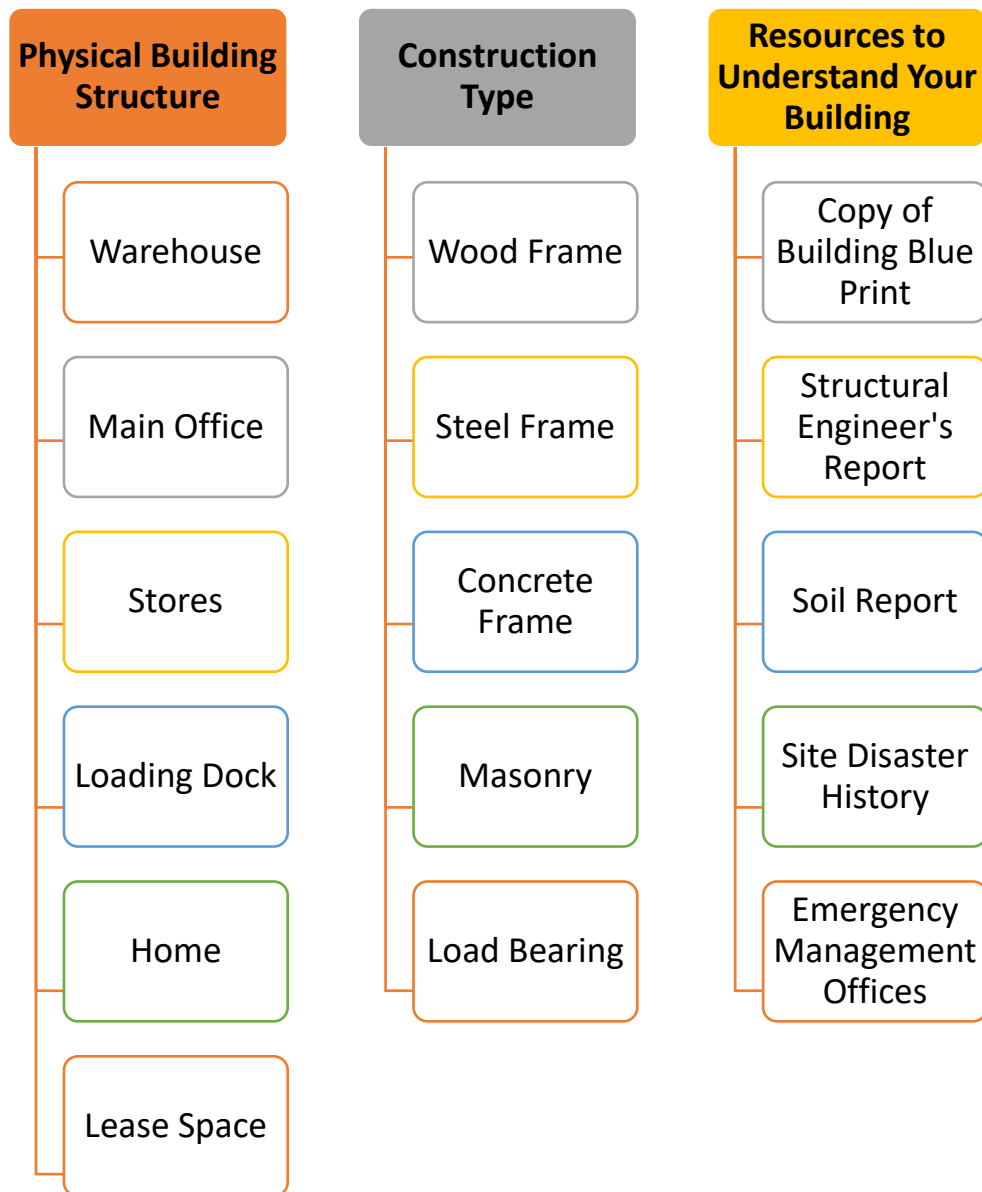 Physical Building
Structure
Warehouse
Main Office
Stores
Loading Dock
Home
Lease Space
Construction
Type
Wood Frame
Steel Frame
Concrete
Frame
Masonry
Load Bearing
Resources to
Understand Your
Building
Copy of
Building Blue
Print
Structural
Engineer's
Report
Soil Report
Site Disaster
History
Emergency
Management
Offices